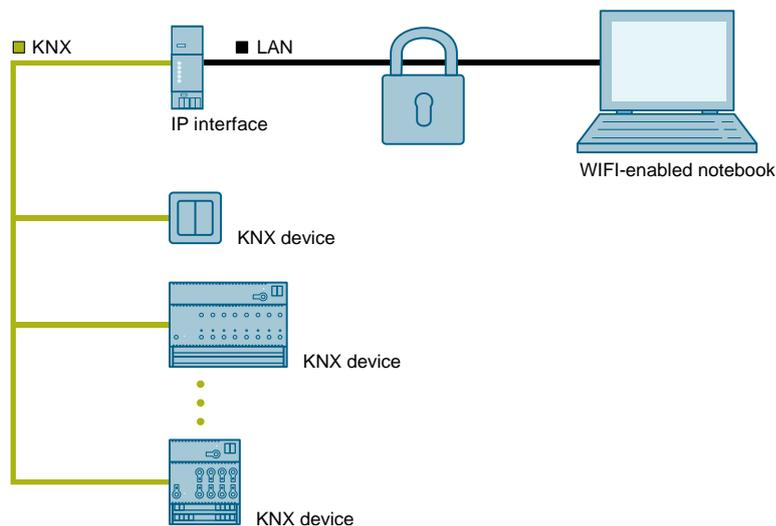 KNX
LAN
IP interface
WIFI-enabled notebook
KNX device
KNX device
KNX device